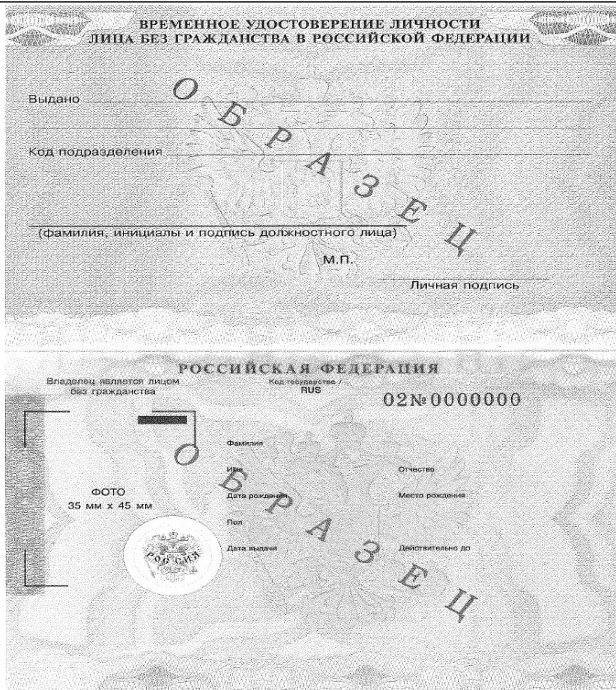 ВРЕМЕННОЕ УДОСТОВЕРЕНИЕ ЛИЧНОСТИ
ЛИЦА БЕЗ ГРАЖДАНСТВА В РОССИЙСКОЙ ФЕДЕРАЦИИ
Выдано
Код подразделения
ОБРАЗЕЦ
(фамилия, инициалы и подпись должностного лица)
М.П.
Личная подпись
РОССИЙСКАЯ ФЕДЕРАЦИЯ
Владелец является лицом
без гражданства
Код государства /
RUS
02№0000000
Фамилия
Имя
Отчество
Дата рождения
Место рождения
Пол
Дата выдачи
Действительно до
ФОТО
35 мм х 45 мм
РОССИЯ
ОБРАЗЕЦ